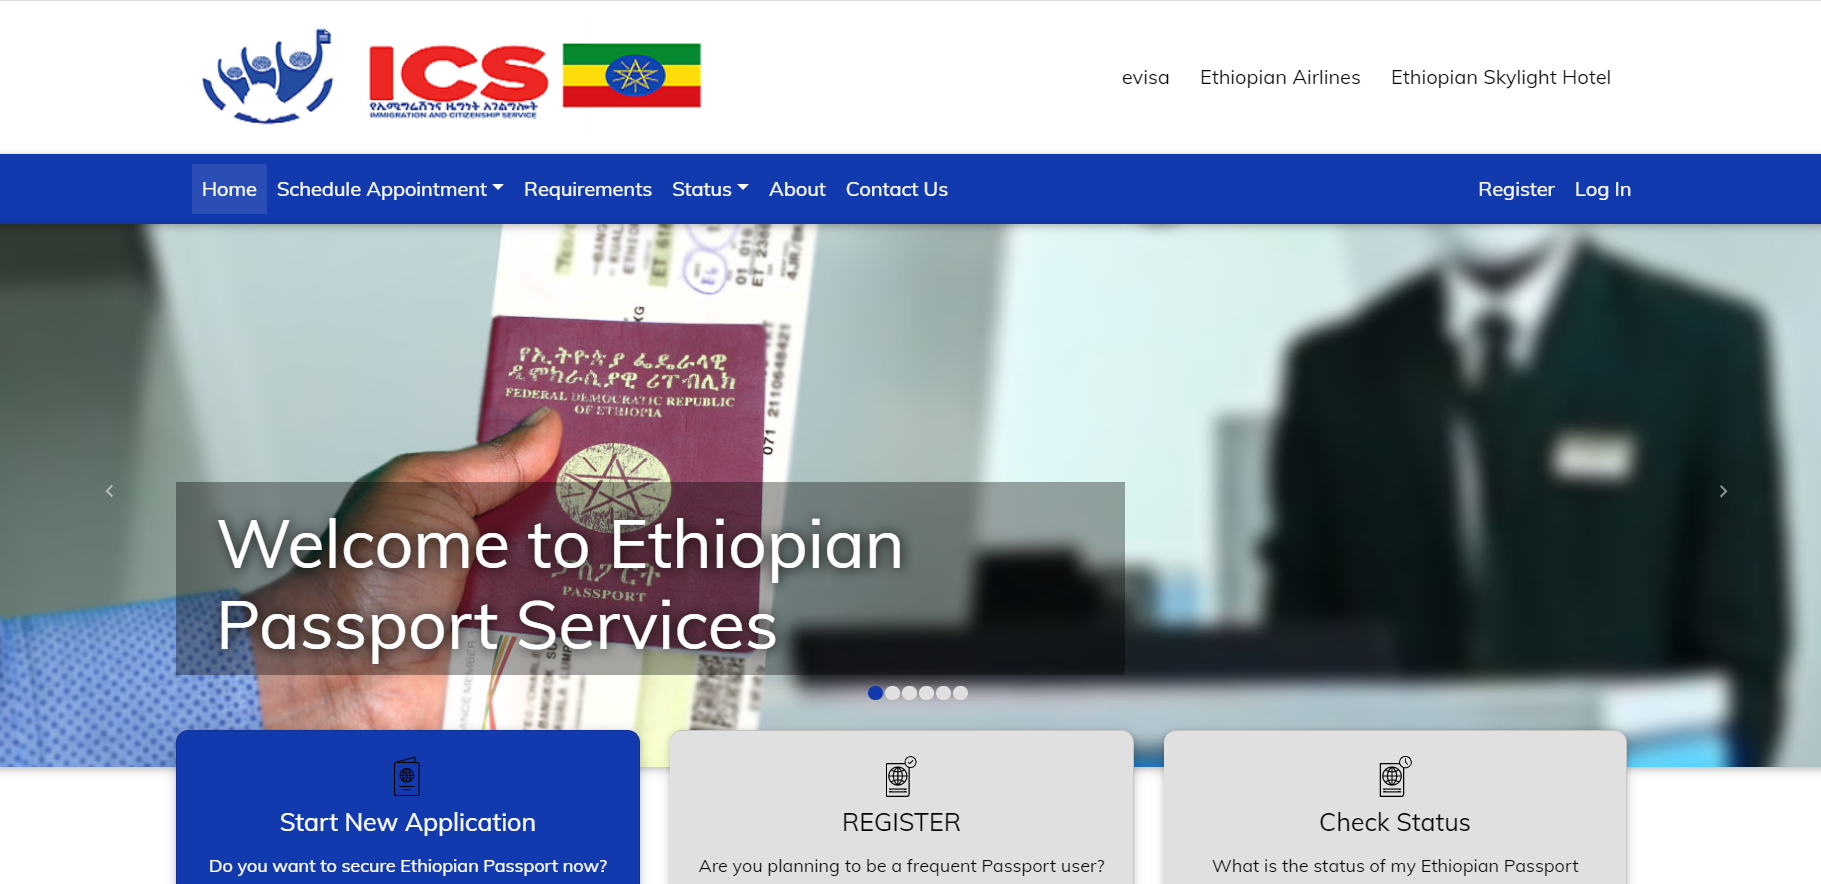 ICS
የኢሚግሬሽንና ዜግነት አገልግሎት
IMMIGRATION AND CITIZENSHIP SERVICE
evisa
Ethiopian Airlines
Ethiopian Skylight Hotel
Home
Schedule Appointment
Requirements
Status
About
Contact Us
Register
Log In
የኢትዮጵያ ፌዴራላዊ
ዲሞክራሲያዊ ሪፐብሊክ
FEDERAL DEMOCRATIC REPUBLIC
OF ETHIOPIA
071 2110648421
ፓስፖርት
PASSPORT
Welcome to Ethiopian
Passport Services
Start New Application
Do you want to secure Ethiopian Passport now?
REGISTER
Are you planning to be a frequent Passport user?
Check Status
What is the status of my Ethiopian Passport